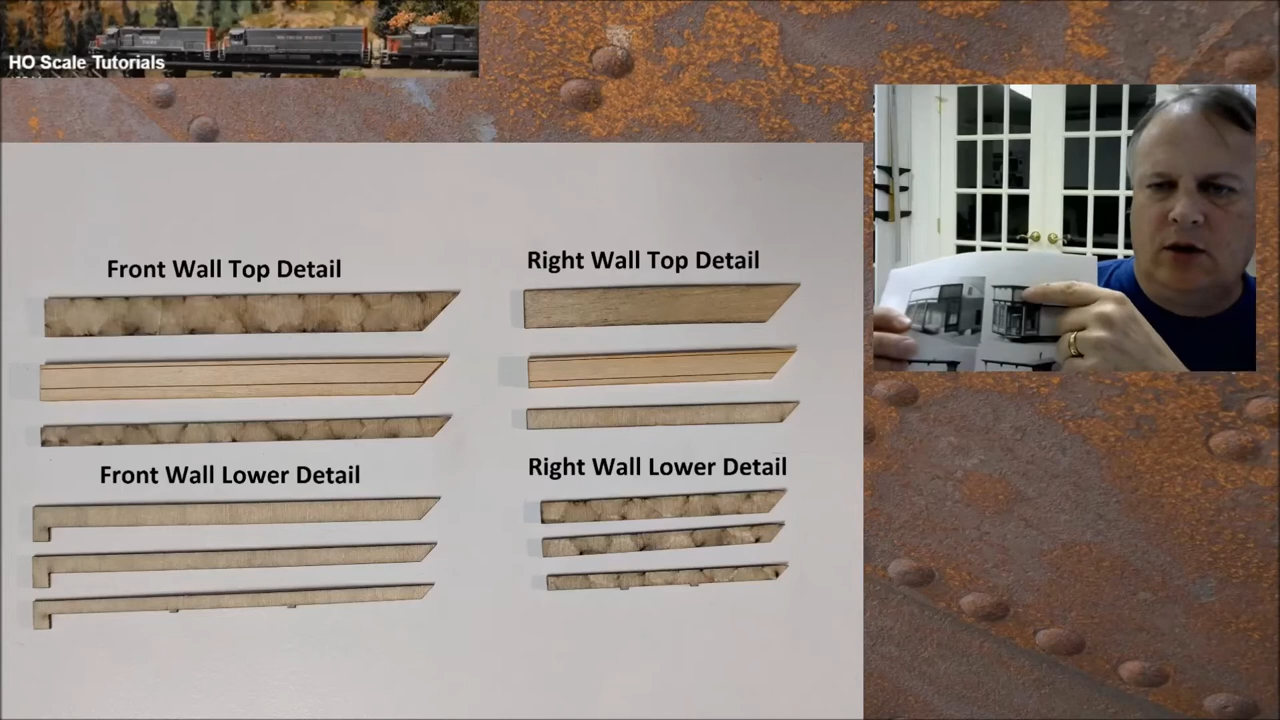 HO Scale Tutorials
Front Wall Top Detail
Right Wall Top Detail
Front Wall Lower Detail
Right Wall Lower Detail